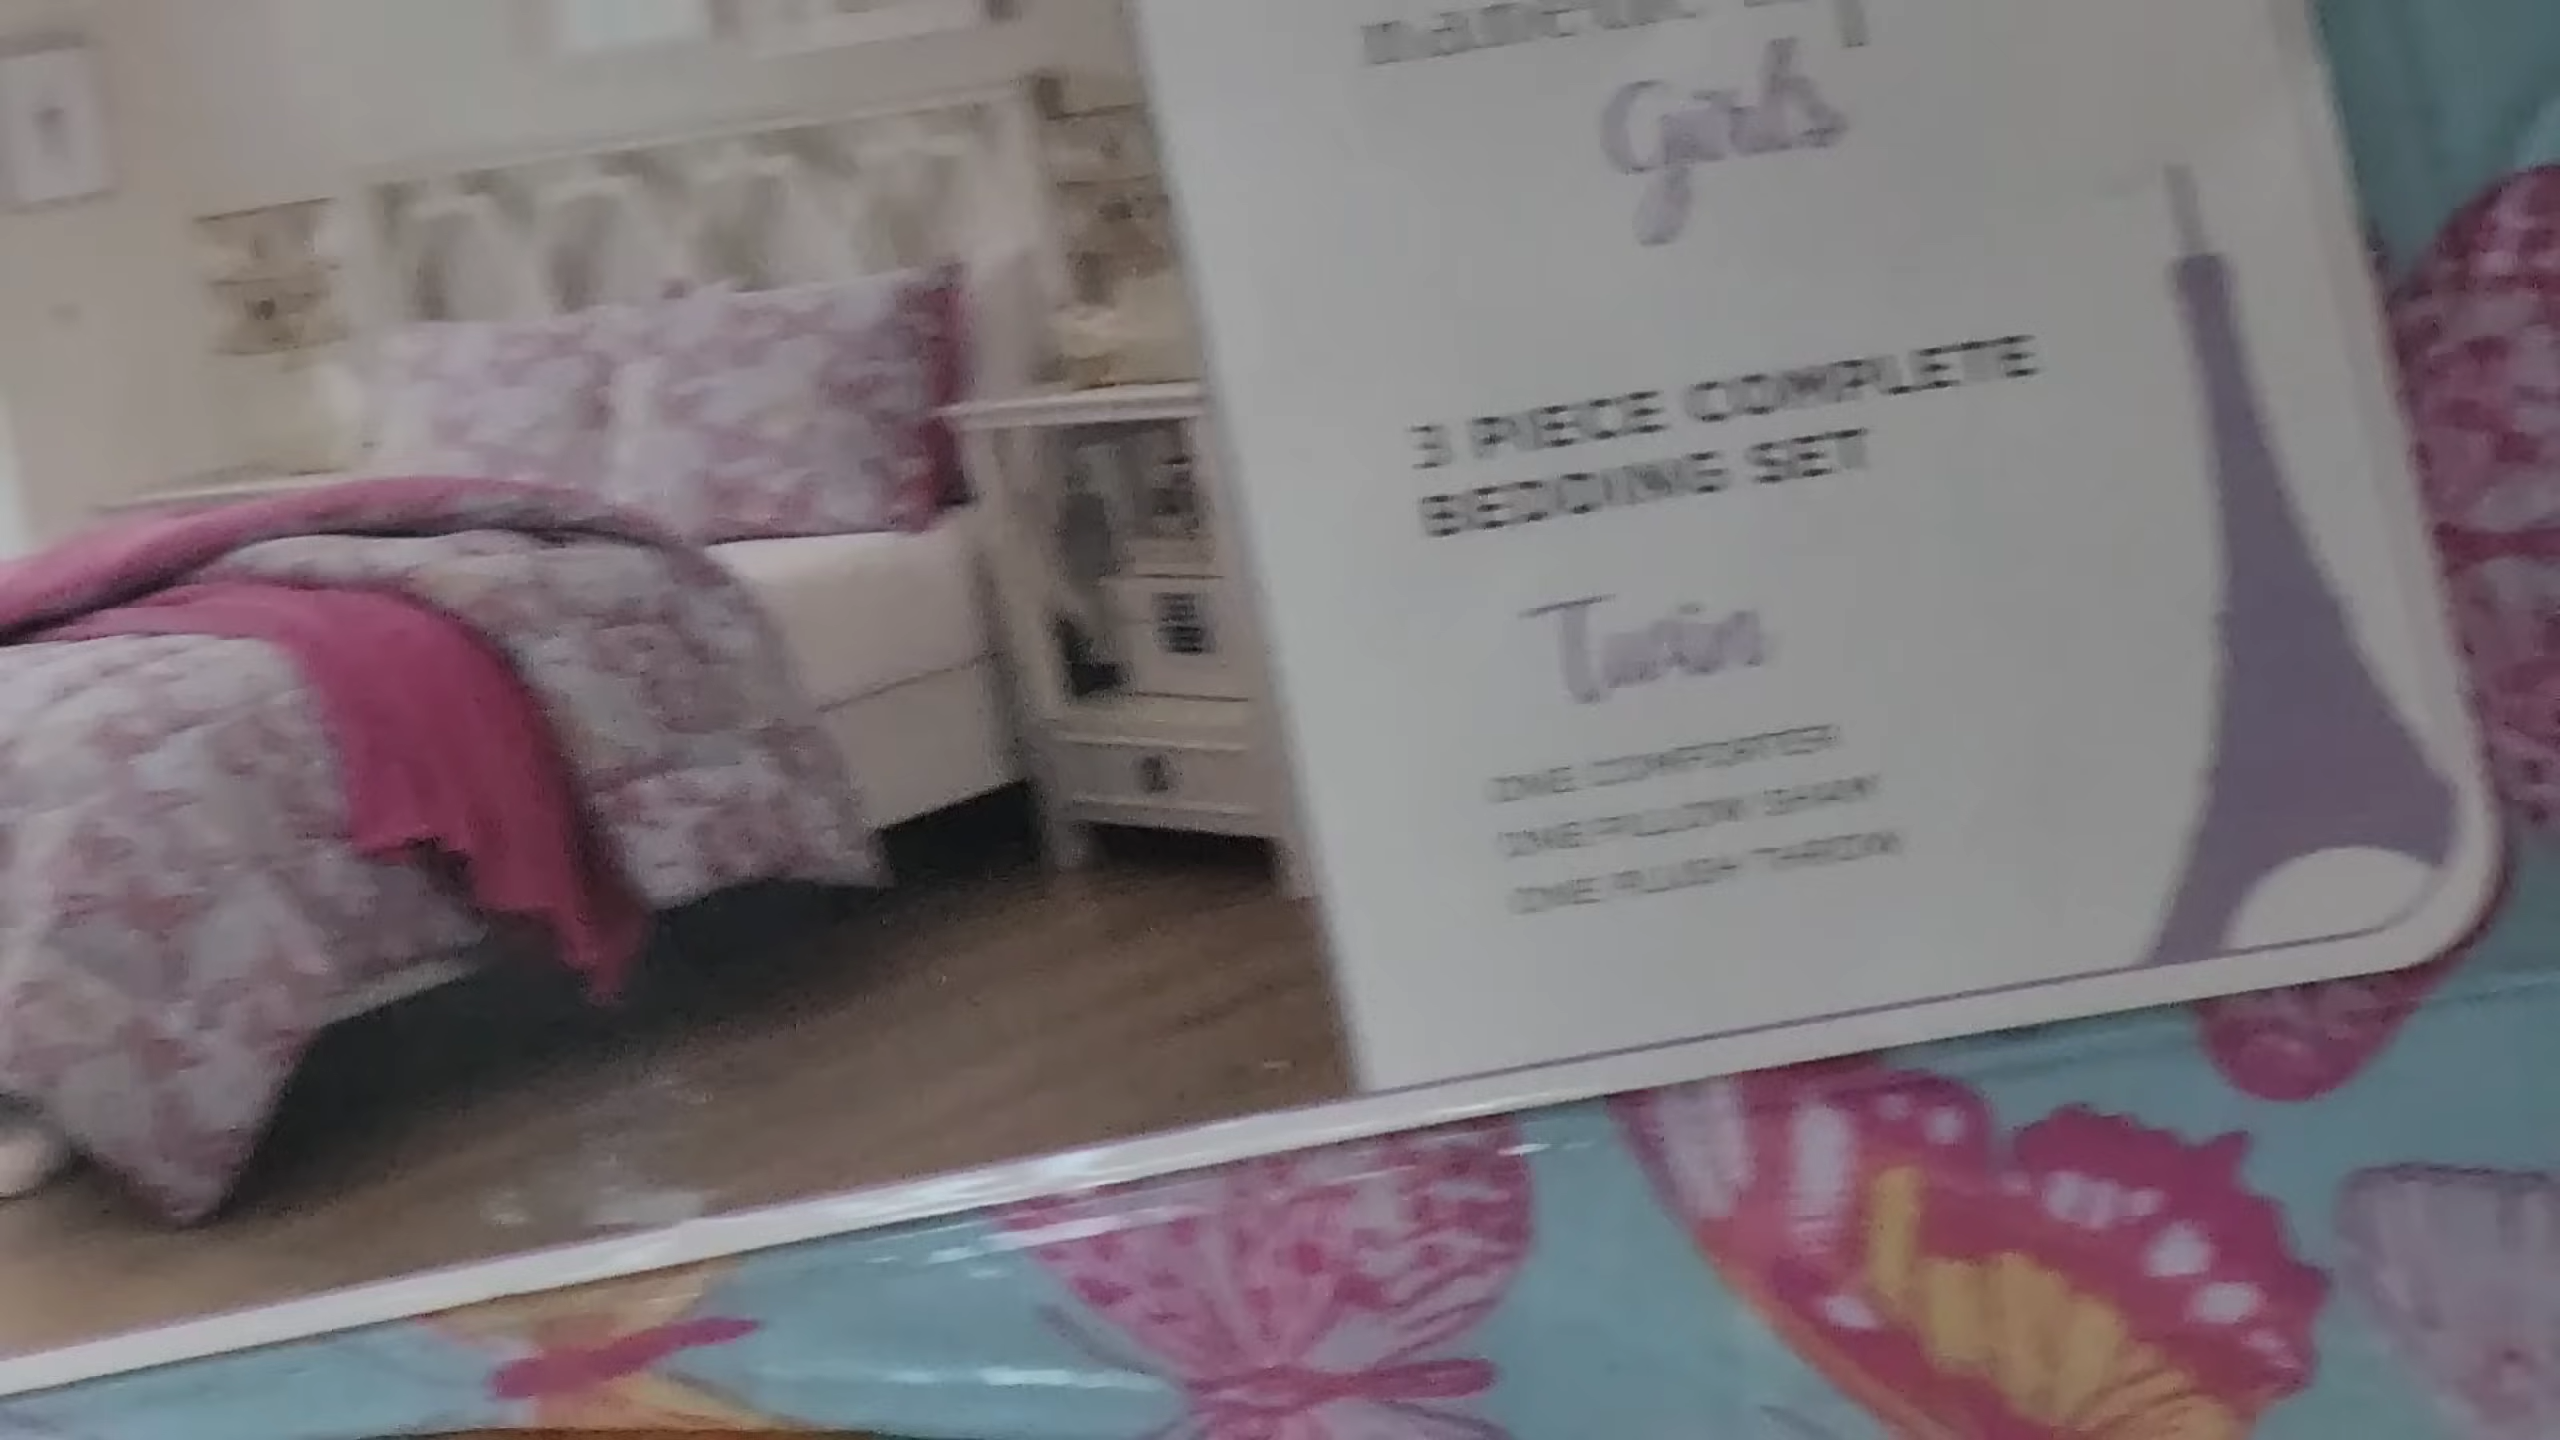 Girls
3 PIECE COMPLETE
BEDDING SET
Twin
ONE COMFORTER
ONE PILLOW SHAM
ONE PLUSH THROW